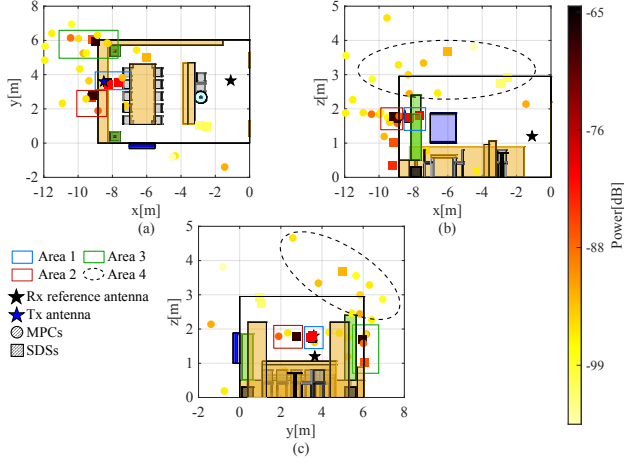 8
6
4
2
0
-2
-12 -10 -8 -6 -4 -2 0
y[m]
x[m]
(a)
5
4
3
2
1
0
-12 -10 -8 -6 -4 -2 0
z[m]
x[m]
(b)
5
4
3
2
1
0
-2 0 2 4 6 8
z[m]
y[m]
(c)
Area 1 Area 3
Area 2 Area 4
Rx reference antenna
Tx antenna
MPCs
SDSs
-65
-76
-88
-99
Power[dB]